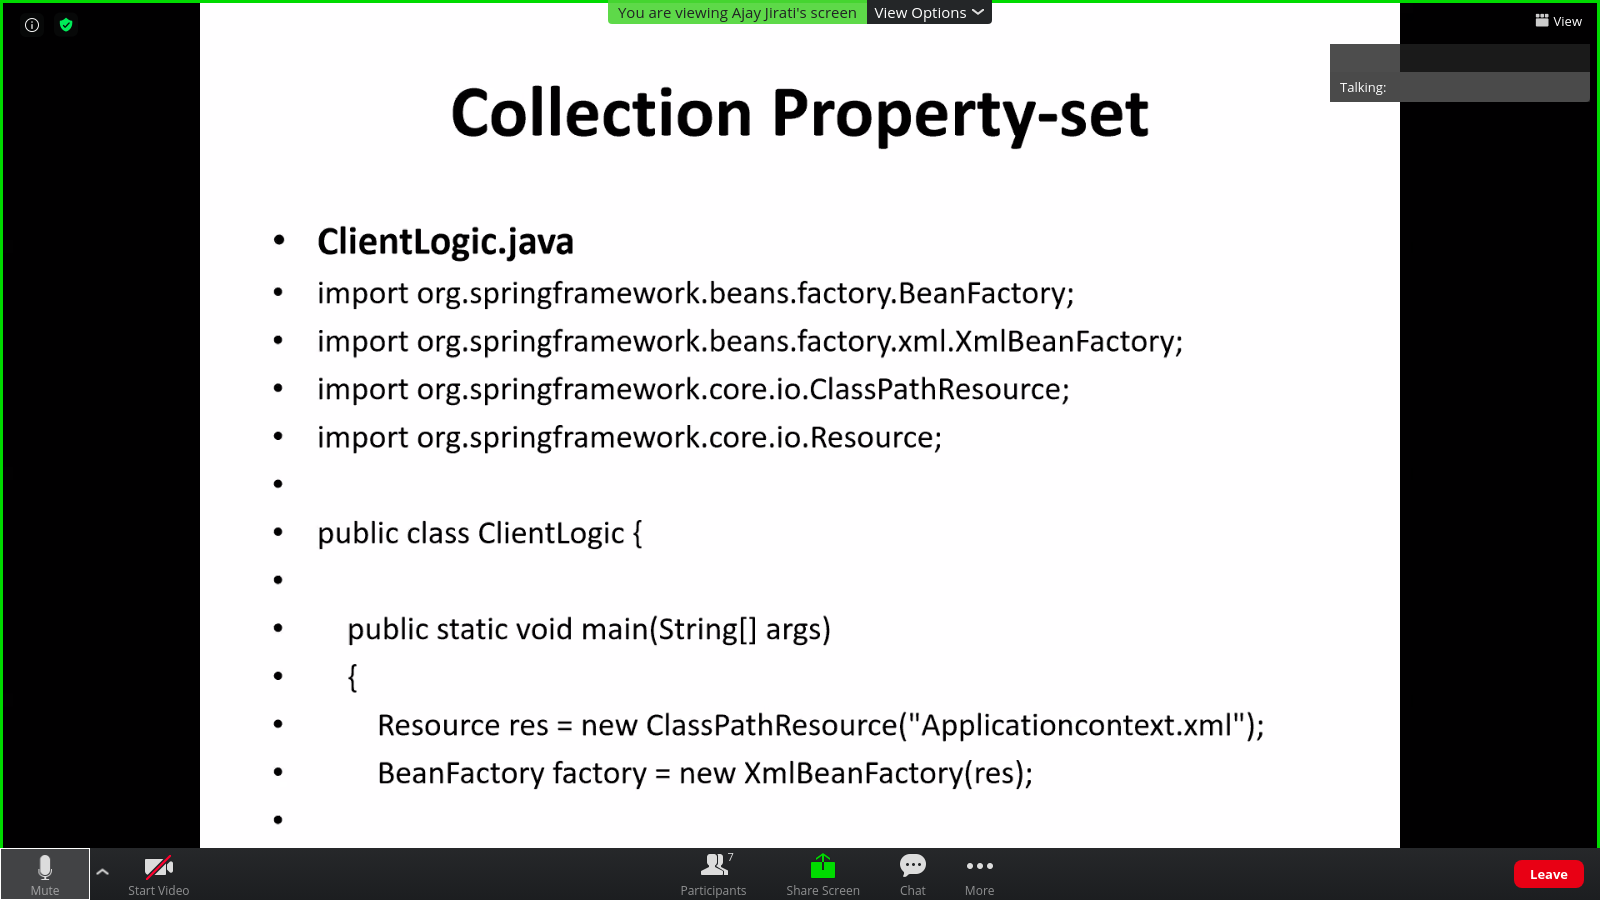 You are viewing Ajay Jirati's screen View Options
View
Talking:
Collection Property-set
• ClientLogic.java
• import org.springframework.beans.factory.BeanFactory;
• import org.springframework.beans.factory.xml.XmlBeanFactory;
• import org.springframework.core.io.ClassPathResource;
• import org.springframework.core.io.Resource;
•
• public class ClientLogic {
•
• public static void main(String[] args)
• {
• Resource res = new ClassPathResource("Applicationcontext.xml");
• BeanFactory factory = new XmlBeanFactory(res);
•
Mute Start Video Participants 7 Share Screen Chat More Leave